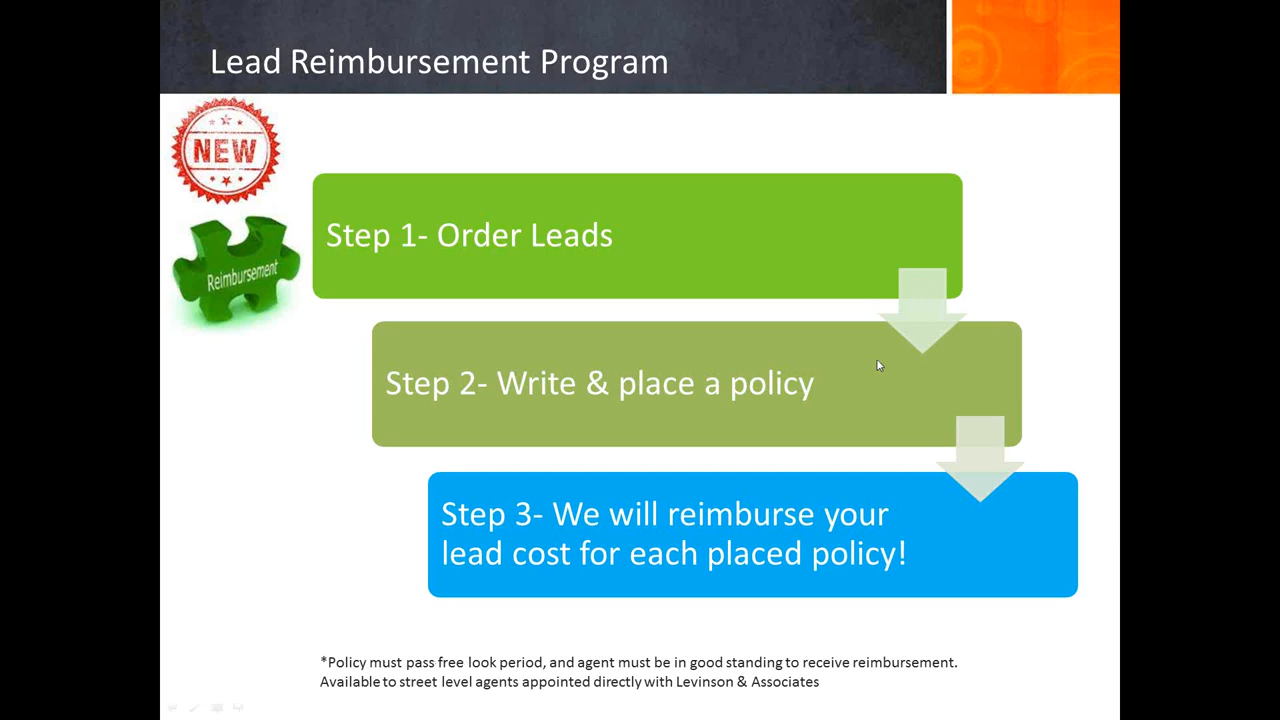 Lead Reimbursement Program
NEW
Reimbursement
Step 1- Order Leads
Step 2- Write & place a policy
Step 3- We will reimburse your
lead cost for each placed policy!
*Policy must pass free look period, and agent must be in good standing to receive reimbursement.
Available to street level agents appointed directly with Levinson & Associates